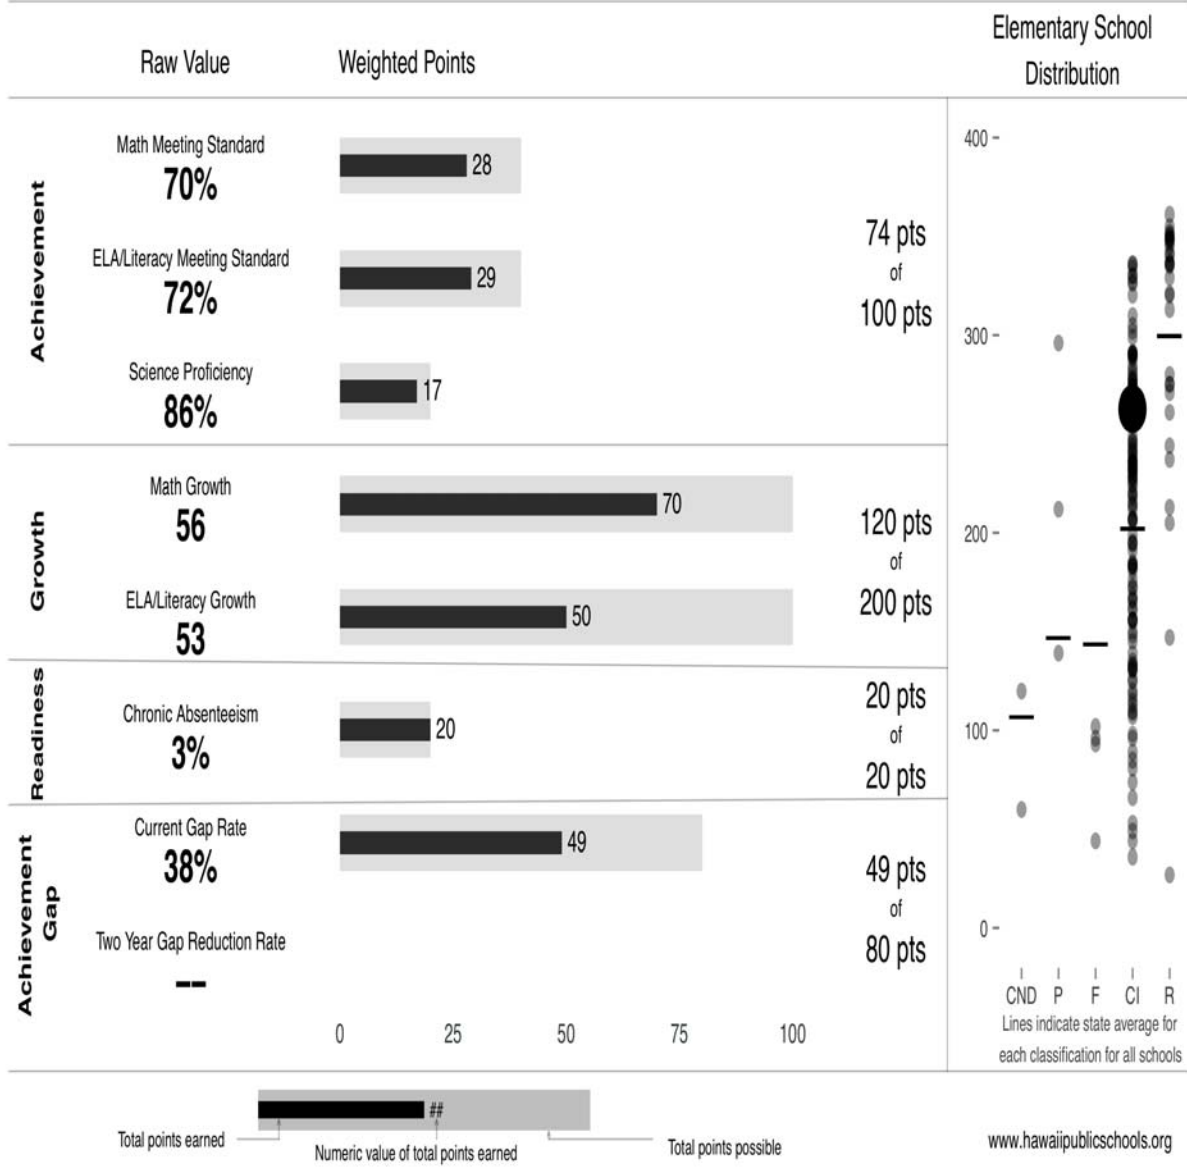 Raw Value
Weighted Points
Elementary School
Distribution
Achievement
Math Meeting Standard
70%
28
ELA/Literacy Meeting Standard
72%
29
Science Proficiency
86%
17
74 pts
of
100 pts
Growth
Math Growth
56
70
ELA/Literacy Growth
53
50
120 pts
of
200 pts
Readiness
Chronic Absenteeism
3%
20
20 pts
of
20 pts
Achievement
Gap
Current Gap Rate
38%
49
Two Year Gap Reduction Rate
--
49 pts
of
80 pts
0 25 50 75 100
400
300
200
100
0
CND P F CI R
Lines indicate state average for
each classification for all schools
##
Total points earned
Numeric value of total points earned
Total points possible
www.hawaiipublicschools.org